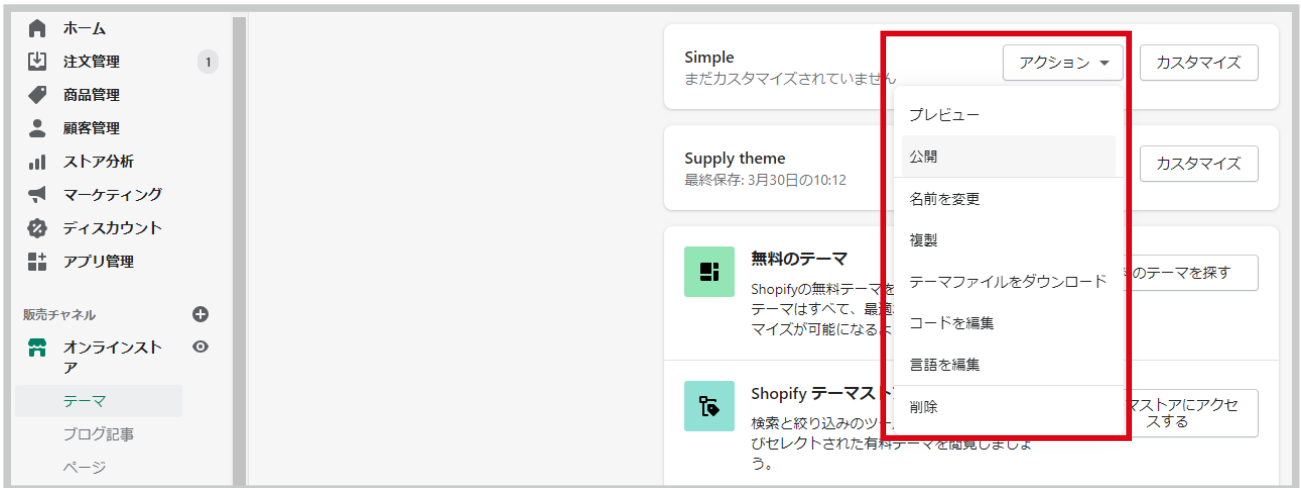 ホーム
注文管理 1
商品管理
顧客管理
ストア分析
マーケティング
ディスカウント
アプリ管理
販売チャネル
オンラインスト
ア
テーマ
ブログ記事
ページ
Simple
まだカスタマイズされていません
アクション
カスタマイズ
プレビュー
公開
名前を変更
複製
テーマファイルをダウンロード
コードを編集
言語を編集
削除
Supply theme
最終保存: 3月30日の10:12
カスタマイズ
無料のテーマ
Shopifyの無料テーマを
テーマはすべて、最適
マイズが可能になるよ
のテーマを探す
Shopify テーマスト
検索と絞り込みのツー
びセレクトされた有料テーマを閲覧しましょ
う。
マストアにアクセ
スする